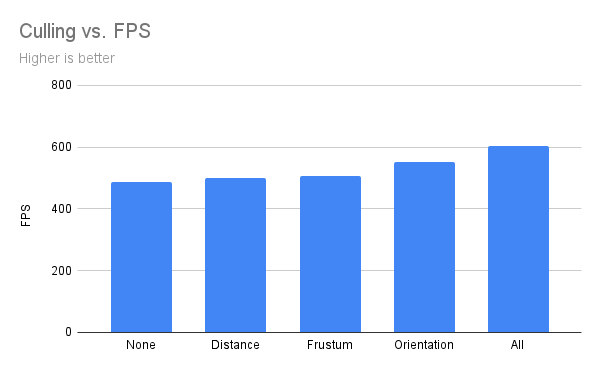 Culling vs. FPS
Higher is better
800
600
400
200
0
FPS
None Distance Frustum Orientation All